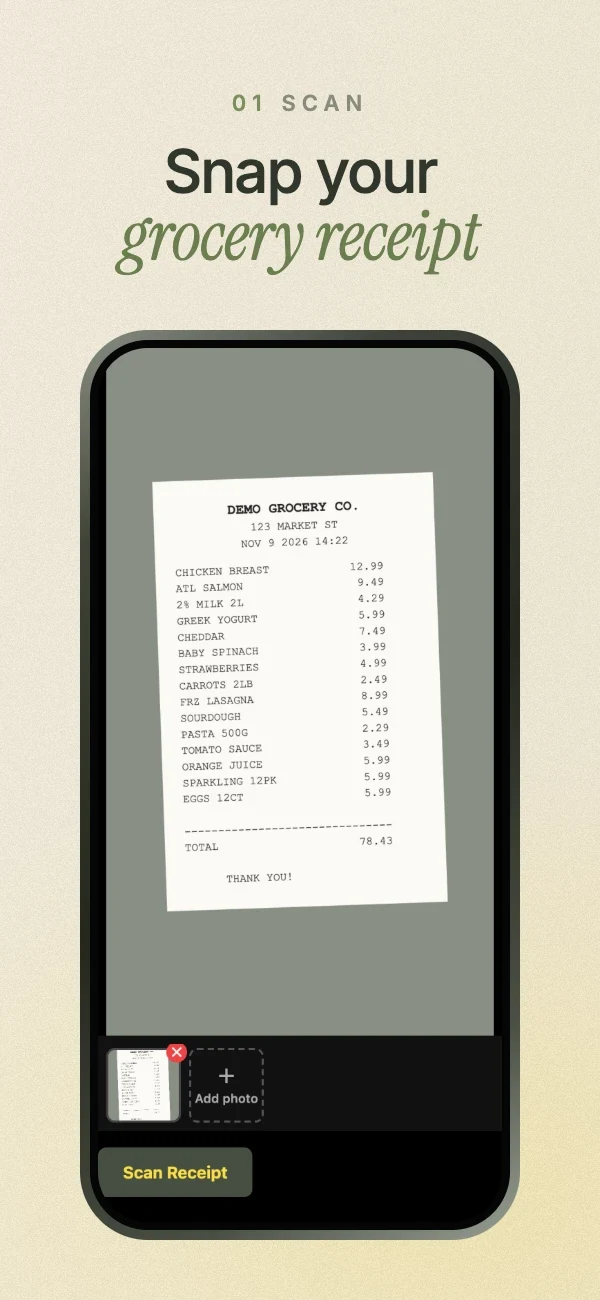 01 SCAN
Snap your
grocery receipt
DEMO GROCERY CO.
123 MARKET ST
NOV 9 2026 14:22
CHICKEN BREAST 12.99
ATL SALMON 9.49
2% MILK 2L 4.29
GREEK YOGURT 5.99
CHEDDAR 7.49
BABY SPINACH 3.99
STRAWBERRIES 4.99
CARROTS 2LB 2.49
FRZ LASAGNA 8.99
SOURDOUGH 5.49
PASTA 500G 2.29
TOMATO SAUCE 3.49
ORANGE JUICE 5.99
SPARKLING 12PK 5.99
EGGS 12CT 5.99
------------------------------
TOTAL 78.43
THANK YOU!
Add photo
Scan Receipt